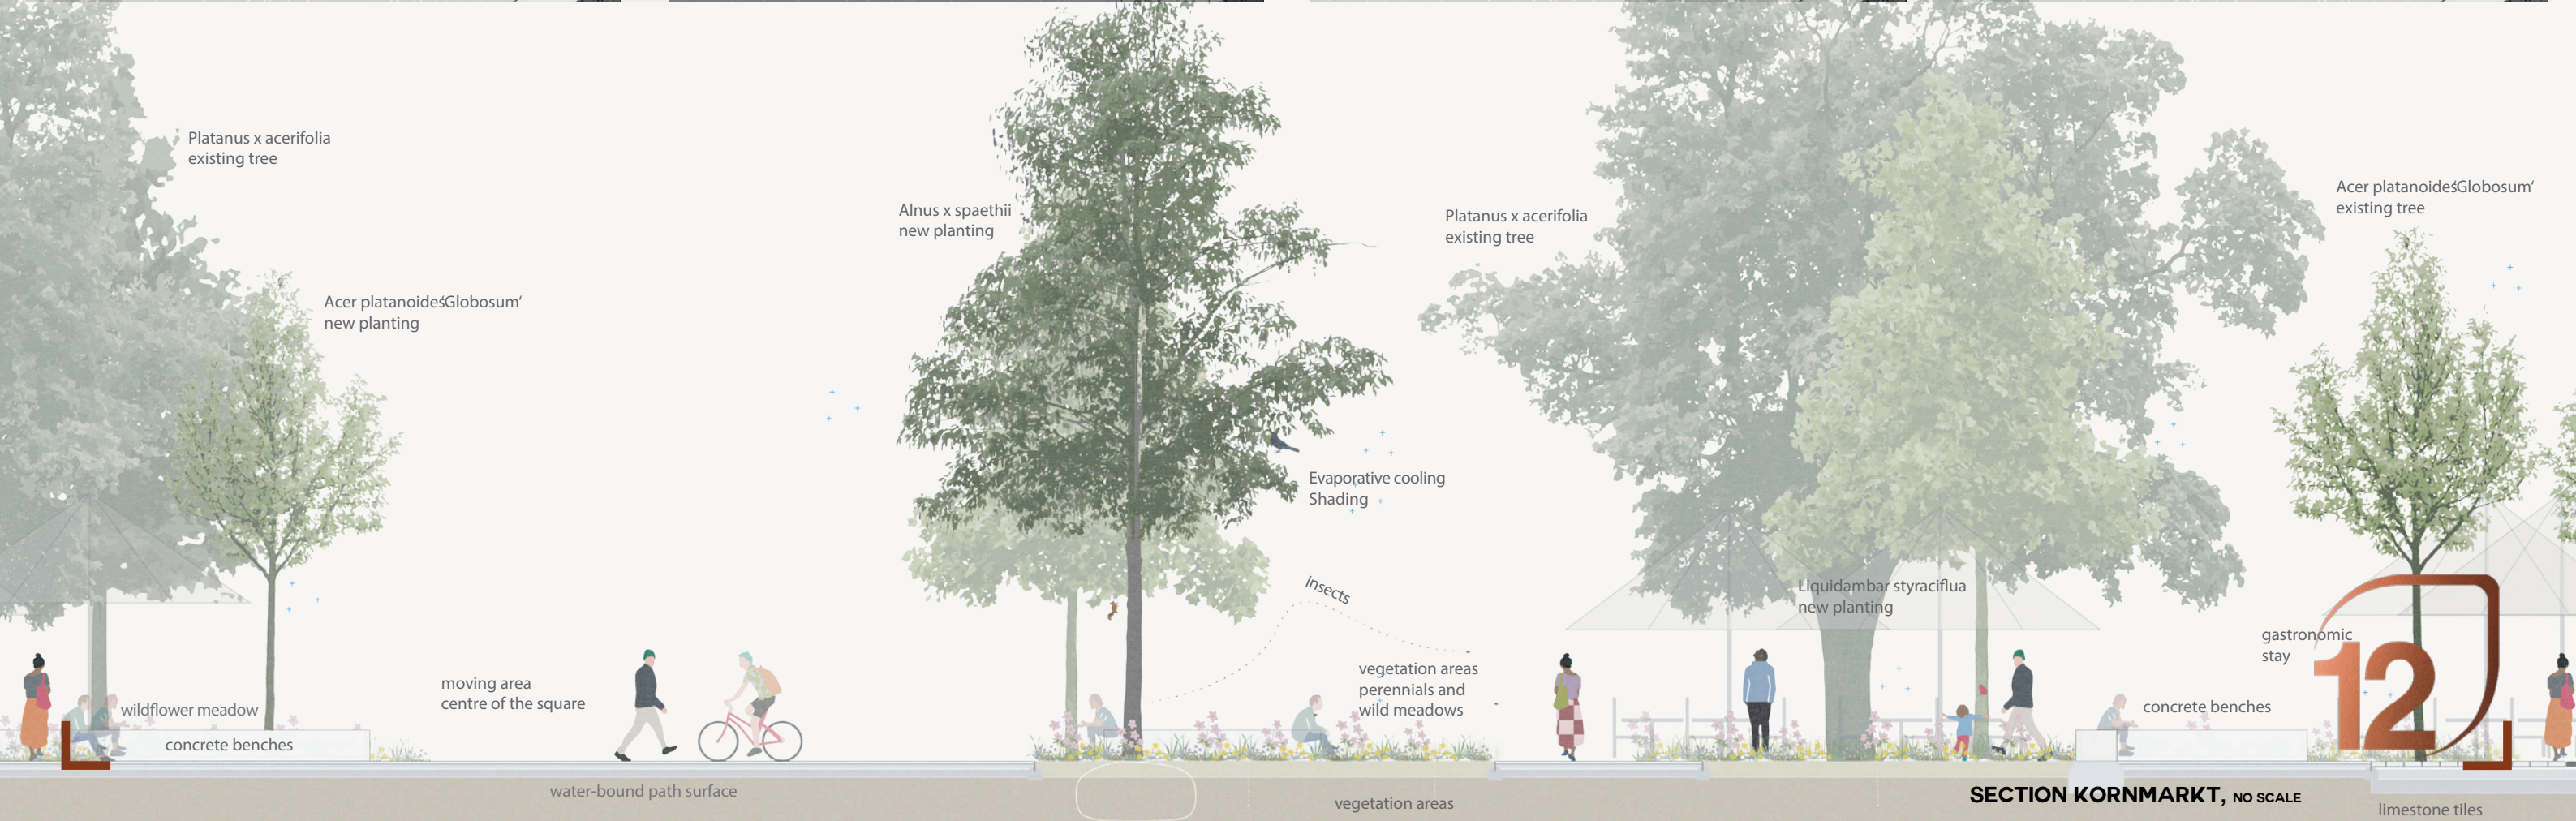 Platanus x acerifolia
existing tree
Acer platanoides‘Globosum‘
new planting
Alnus x spaethii
new planting
Platanus x acerifolia
existing tree
Acer platanoides‘Globosum‘
existing tree
Evaporative cooling
Shading
insects
Liquidambar styraciflua
new planting
gastronomic
stay
12
vegetation areas
perennials and
wild meadows
moving area
centre of the square
wildflower meadow
concrete benches
concrete benches
water-bound path surface
vegetation areas
SECTION KORNMARKT, NO SCALE
limestone tiles